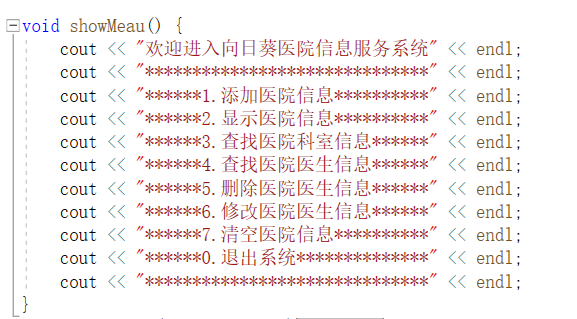 void showMeau() {
cout << "欢迎进入向日葵医院信息服务系统" << endl;
cout << "******************************" << endl;
cout << "******1.添加医院信息**********" << endl;
cout << "******2.显示医院信息**********" << endl;
cout << "******3.查找医院科室信息******" << endl;
cout << "******4.查找医院医生信息******" << endl;
cout << "******5.删除医院医生信息******" << endl;
cout << "******6.修改医院医生信息******" << endl;
cout << "******7.清空医院信息**********" << endl;
cout << "******0.退出系统**************" << endl;
cout << "******************************" << endl;
}